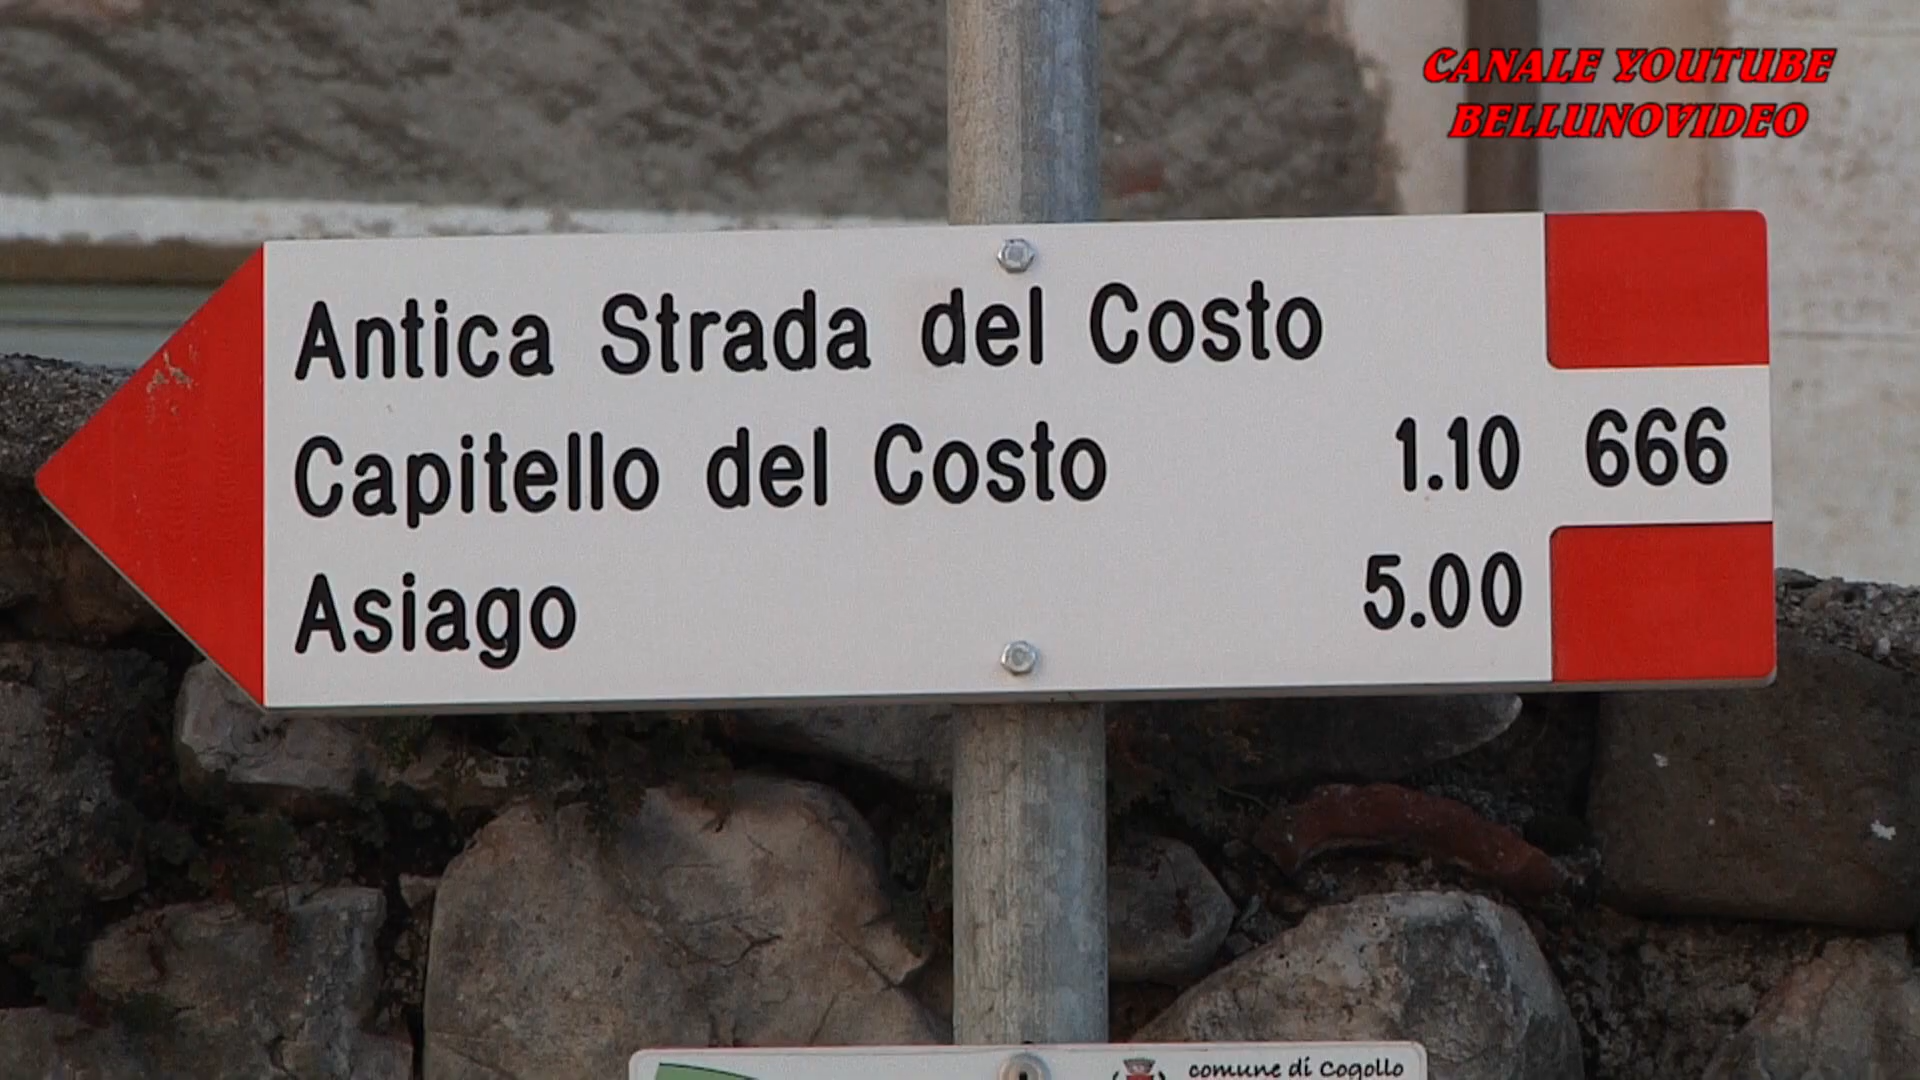 CANALE YOUTUBE
BELLUNOVIDEO
Antica Strada del Costo
Capitello del Costo 1.10 666
Asiago 5.00
comune di Cogollo